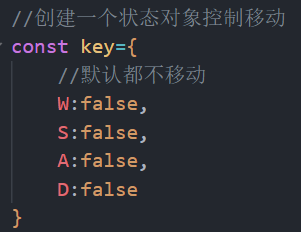 //创建一个状态对象控制移动
const key={
//默认都不移动
W:false,
S:false,
A:false,
D:false
}